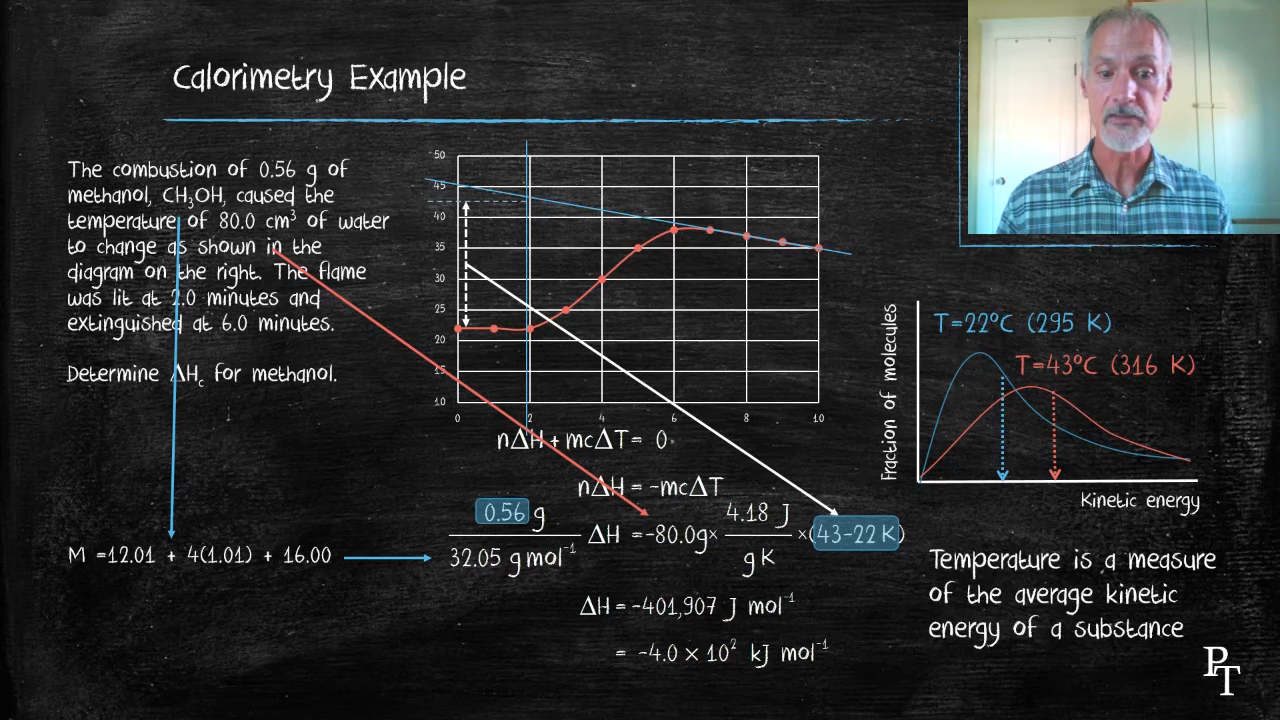 Calorimetry Example
The combustion of 0.56 g of
methanol, CH₃OH, caused the
temperature of 80.0 cm³ of water
to change as shown in the
diagram on the right. The flame
was lit at 2.0 minutes and
extinguished at 6.0 minutes.
Determine ΔH꜀ for methanol.
50
45
40
35
30
25
20
15
10
0 2 4 6 8 10
nΔH + mcΔT = 0
nΔH = -mcΔT
M =12.01 + 4(1.01) + 16.00
0.56 g
32.05 g mol⁻¹
ΔH = -80.0g×
4.18 J
g K
×(43-22 K)
ΔH = -401,907 J mol⁻¹
= -4.0 × 10² kJ mol⁻¹
Fraction of molecules
T=22°C (295 K)
T=43°C (316 K)
Kinetic energy
Temperature is a measure
of the average kinetic
energy of a substance
PT